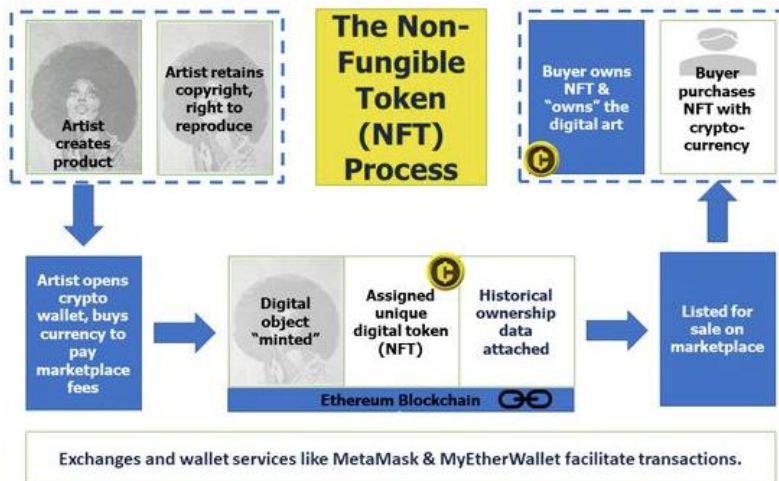 Artist
creates
product
Artist retains
copyright,
right to
reproduce
The Non-
Fungible
Token
(NFT)
Process
Buyer owns
NFT &
“owns” the
digital art
Buyer
purchases
NFT with
crypto-
currency
Artist opens
crypto
wallet, buys
currency to
pay
marketplace
fees
Digital
object
“minted”
Assigned
unique
digital token
(NFT)
Historical
ownership
data
attached
Ethereum Blockchain
Listed for
sale on
marketplace
Exchanges and wallet services like MetaMask & MyEtherWallet facilitate transactions.